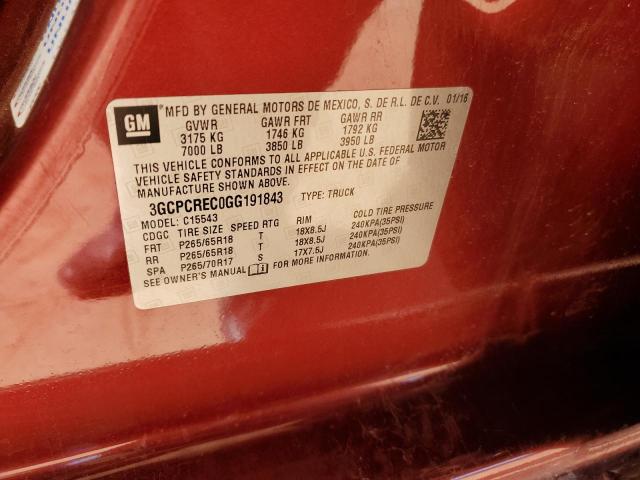 GM
MFD BY GENERAL MOTORS DE MEXICO, S. DE R.L. DE C.V. 01/16
GVWR GAWR FRT GAWR RR
3175 KG 1746 KG 1792 KG
7000 LB 3850 LB 3950 LB
THIS VEHICLE CONFORMS TO ALL APPLICABLE U.S. FEDERAL MOTOR
VEHICLE SAFETY STANDARDS IN EFFECT ON THE DATE OF
MANUFACTURE SHOWN ABOVE.
3GCPCREC0GG191843 TYPE: TRUCK
MODEL: C15543
CDGC TIRE SIZE SPEED RTG RIM COLD TIRE PRESSURE
FRT P265/65R18 T 18X8.5J 240KPA(35PSI)
RR P265/65R18 T 18X8.5J 240KPA(35PSI)
SPA P265/70R17 S 17X7.5J 240KPA(35PSI)
SEE OWNER'S MANUAL FOR MORE INFORMATION.